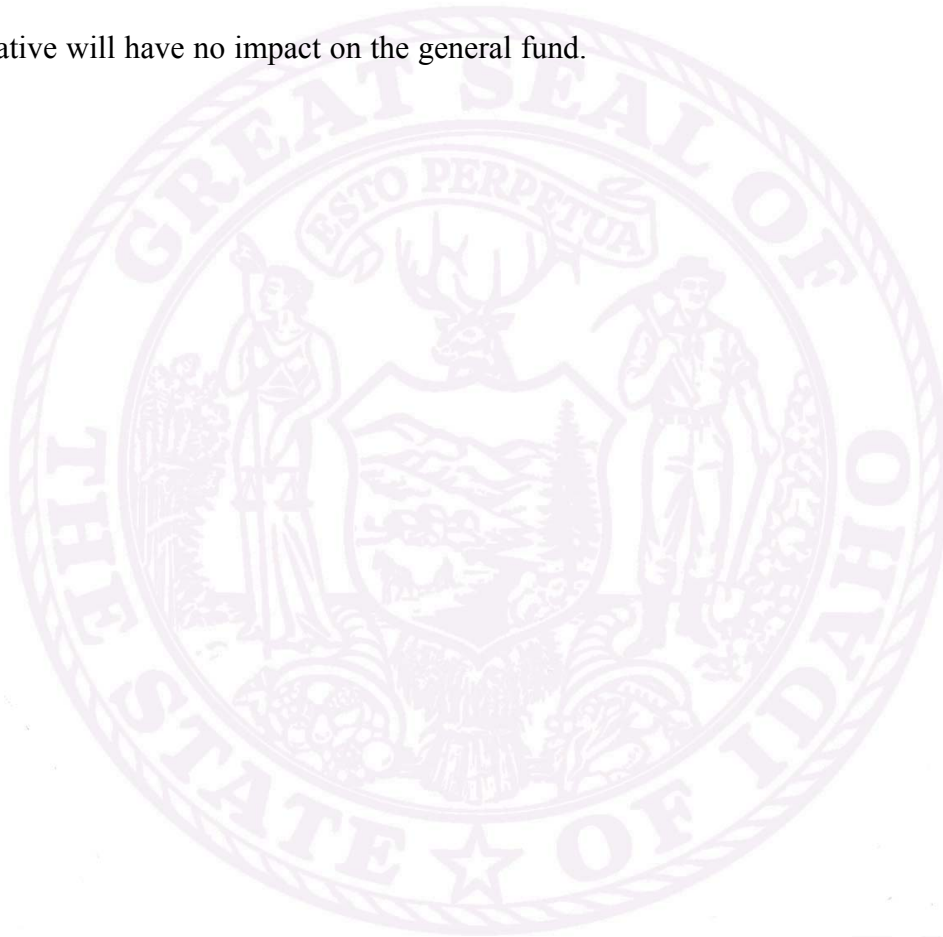 ative will have no impact on the general fund.
GREAT SEAL OF
ESTO PERPETUA
THE STATE OF IDAHO